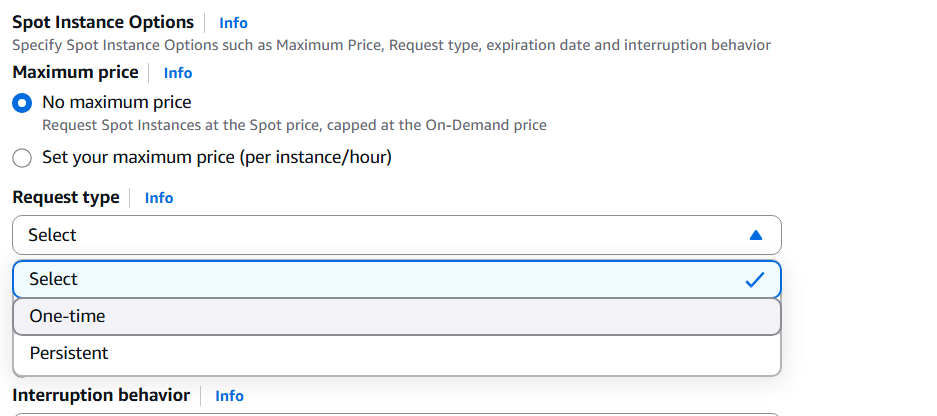 Spot Instance Options Info
Specify Spot Instance Options such as Maximum Price, Request type, expiration date and interruption behavior
Maximum price Info
No maximum price
Request Spot Instances at the Spot price, capped at the On-Demand price
Set your maximum price (per instance/hour)
Request type Info
Select
Select
One-time
Persistent
Interruption behavior Info